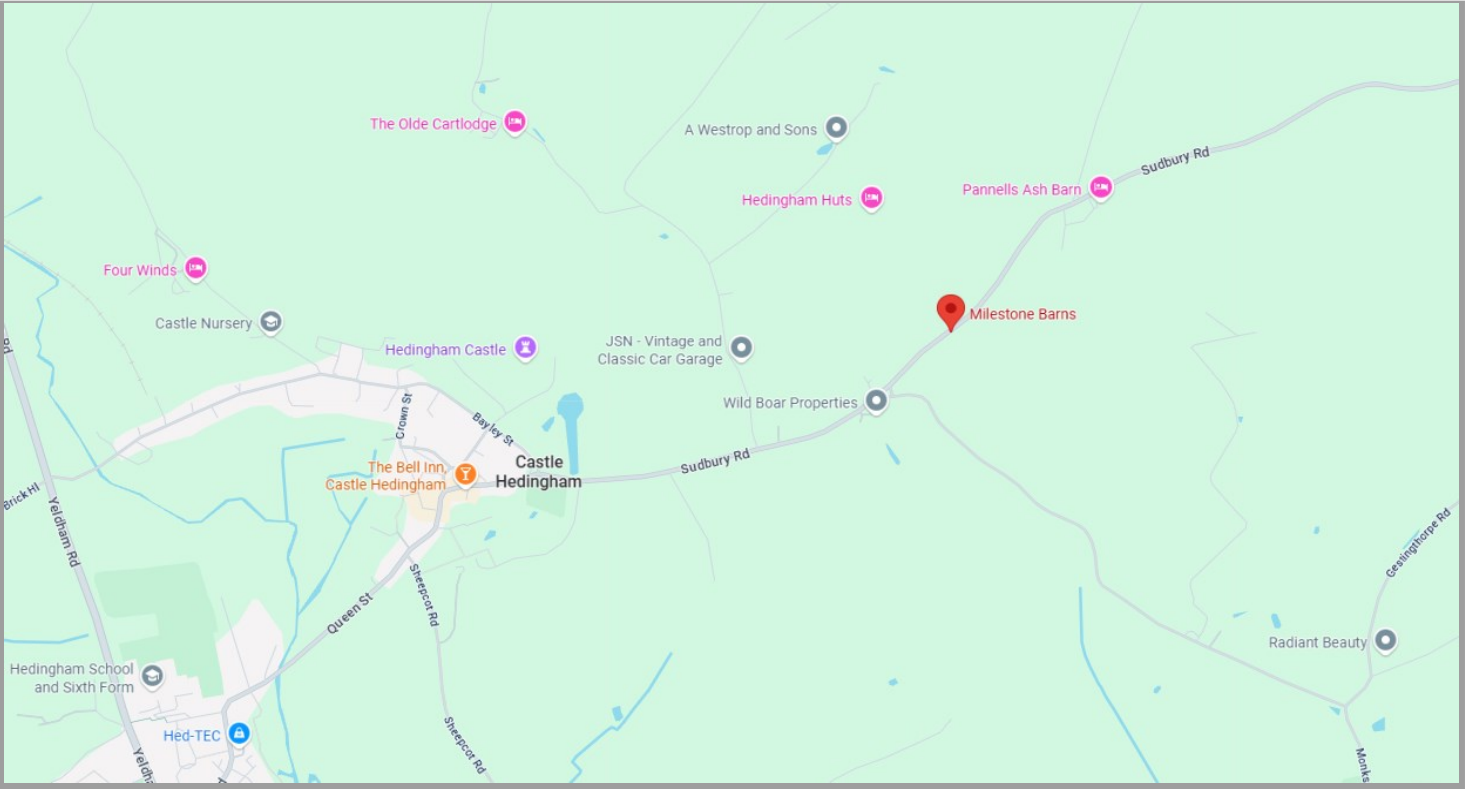 The Olde Cartlodge
A Westrop and Sons
Sudbury Rd
Pannells Ash Barn
Hedingham Huts
Four Winds
Castle Nursery
Milestone Barns
Rd
Hedingham Castle
JSN - Vintage and
Classic Car Garage
Wild Boar Properties
Crown St
Bayley St
The Bell Inn,
Castle Hedingham
Castle
Hedingham
Sudbury Rd
Brick Hl
Yeldham Rd
Gestingthorpe Rd
Sheepcot Rd
Queen St
Radiant Beauty
Hedingham School
and Sixth Form
Hed-TEC
Sheepcot Rd
Yeldha
Monks